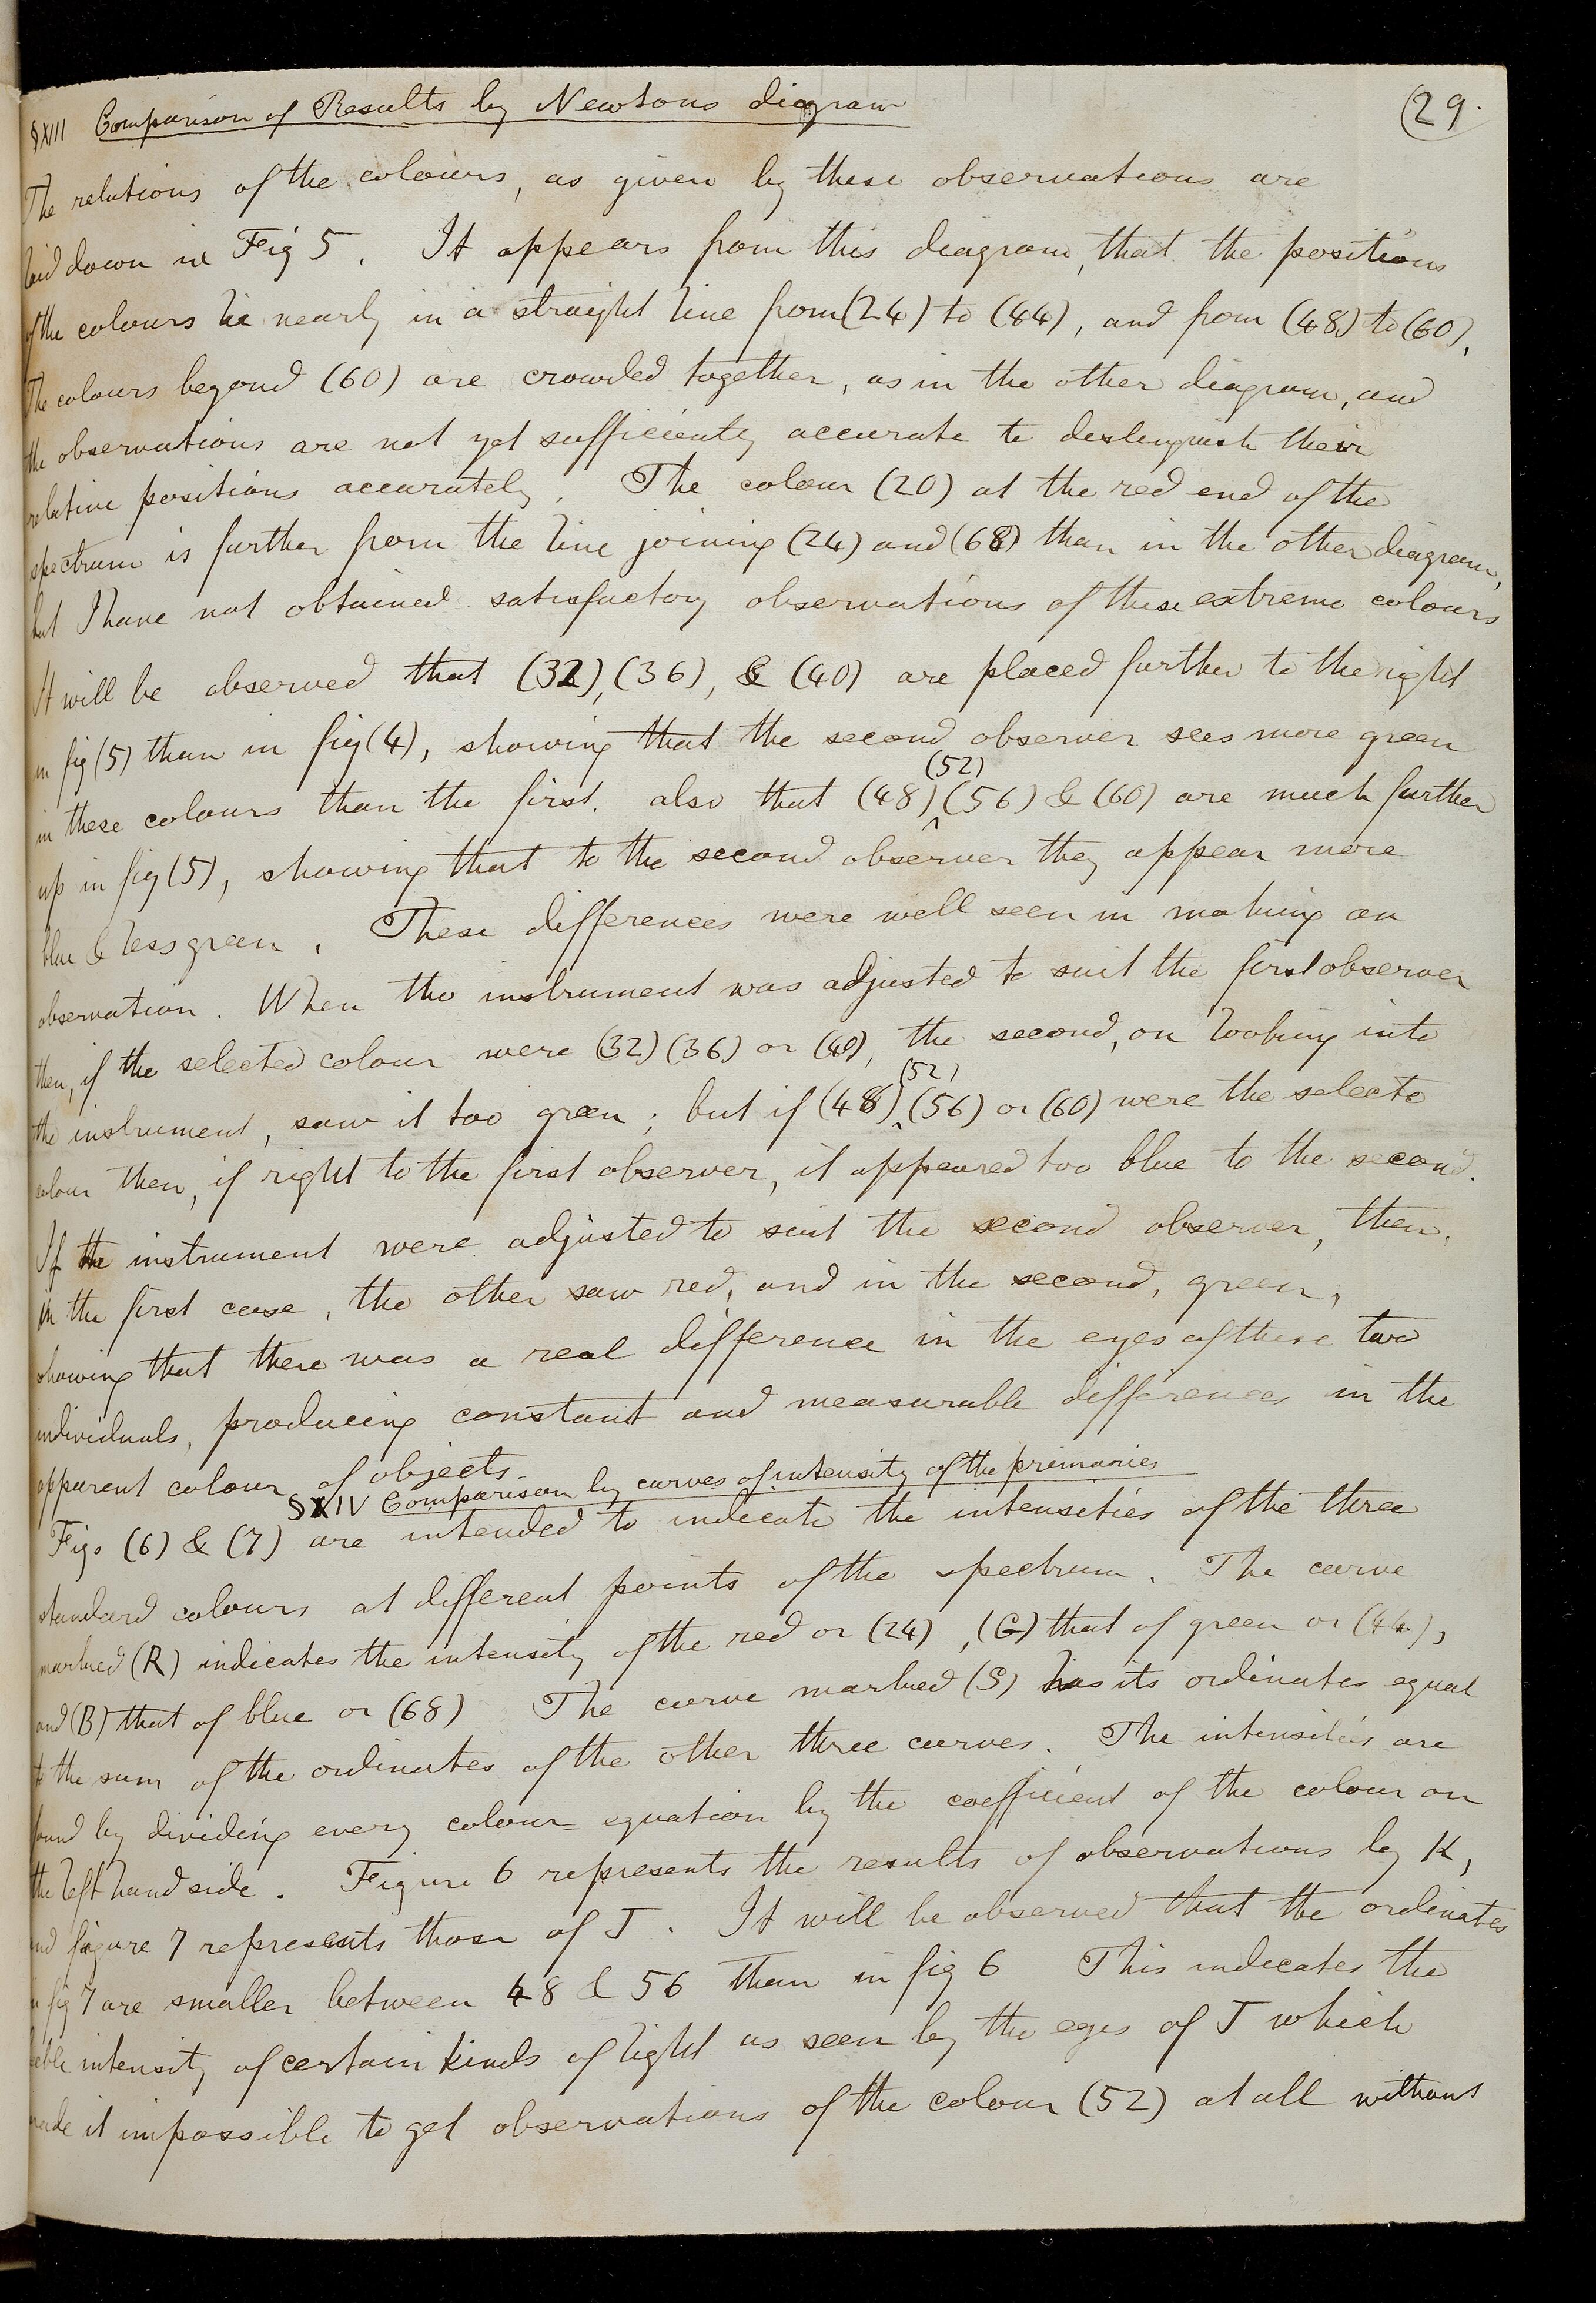 §XIII Comparison of Results by Newtons diagram
(29.
The relations of the colours, as given by these observations are
laid down in Fig 5. It appears from this diagram, that the positions
of the colours lie nearly in a straight line from (24) to (44), and from (48) to (60).
The colours beyond (60) are crowded together, as in the other diagram, and
the observations are not yet sufficiently accurate to distinguish their
relative positions accurately. The colour (20) at the red end of the
spectrum is further from the line joining (24) and (68) than in the other diagram,
but I have not obtained satisfactory observations of these extreme colours
It will be observed that (32), (36), & (40) are placed further to the right
in fig (5) than in fig (4), showing that the second observer sees more green
(52)
in these colours than the first. also that (48)^(56) & (60) are much further
up in fig (5), showing that to the second observer they appear more
blue & less green. These differences were well seen in making an
observation. When the instrument was adjusted to suit the first observer
then, if the selected colour were (32) (36) or (40), the second, on looking into
(52)
the instrument, saw it too green; but if (48)^(56) or (60) were the selecte
colour then, if right to the first observer, it appeared too blue to the second.
If the instrument were adjusted to suit the second observer, then,
in the first case, the other saw red, and in the second, green,
showing that there was a real difference in the eyes of these two
individuals, producing constant and measurable differences in the
apparent colour of objects.
§XIV Comparison by curves of intensity of the primaries
Figs (6) & (7) are intended to indicate the intensities of the three
standard colours at different points of the spectrum. The curve
marked (R) indicates the intensity of the red or (24), (G) that of green or (44),
and (B) that of blue or (68) The curve marked (S) has its ordinates equal
to the sum of the ordinates of the other three curves. The intensities are
found by dividing every colour-equation by the coefficient of the colour on
the left hand side. Figure 6 represents the results of observations by K,
and figure 7 represents those of J. It will be observed that the ordinates
in fig 7 are smaller between 48 & 56 than in fig 6 This indicates the
feeble intensity of certain kinds of light as seen by the eyes of J which
made it impossible to get observations of the colour (52) at all without